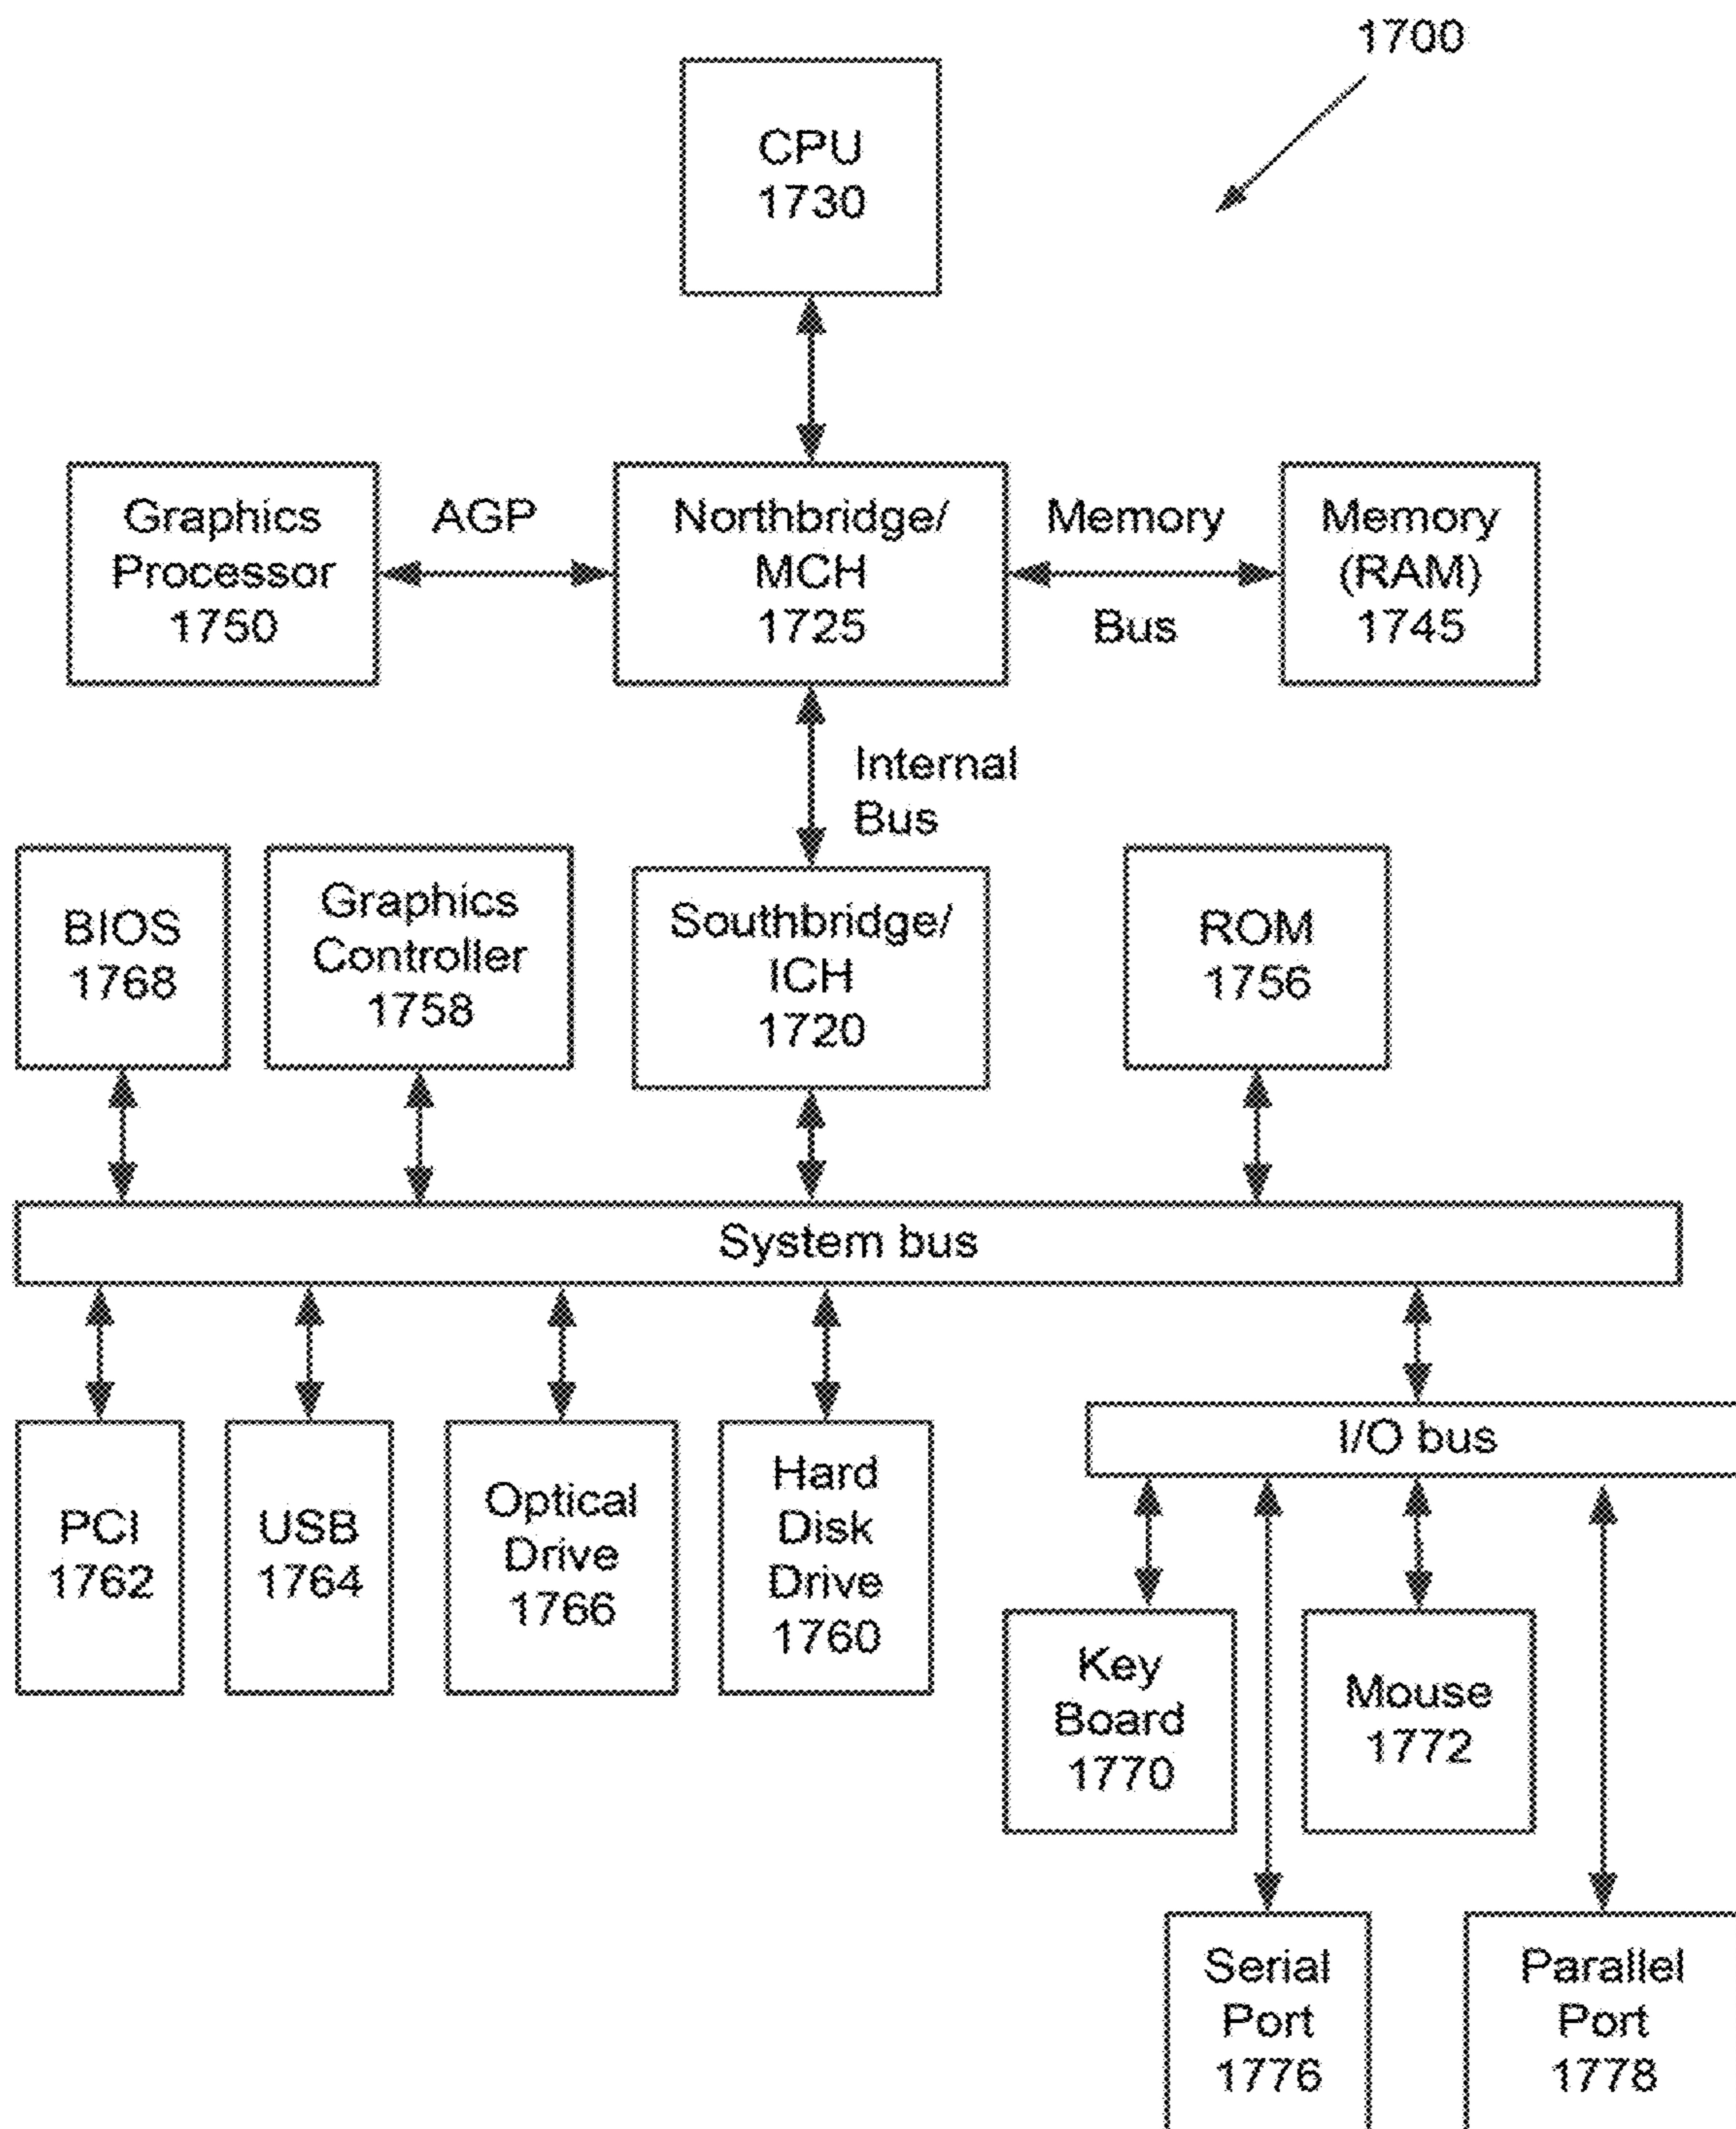 1700
CPU
1730
Graphics
Processor
1750
AGP
Northbridge/
MCH
1725
Memory
Bus
Memory
(RAM)
1745
Internal
Bus
BIOS
1768
Graphics
Controller
1758
Southbridge/
ICH
1720
ROM
1756
System bus
PCI
1762
USB
1764
Optical
Drive
1766
Hard
Disk
Drive
1760
I/O bus
Key
Board
1770
Mouse
1772
Serial
Port
1776
Parallel
Port
1778